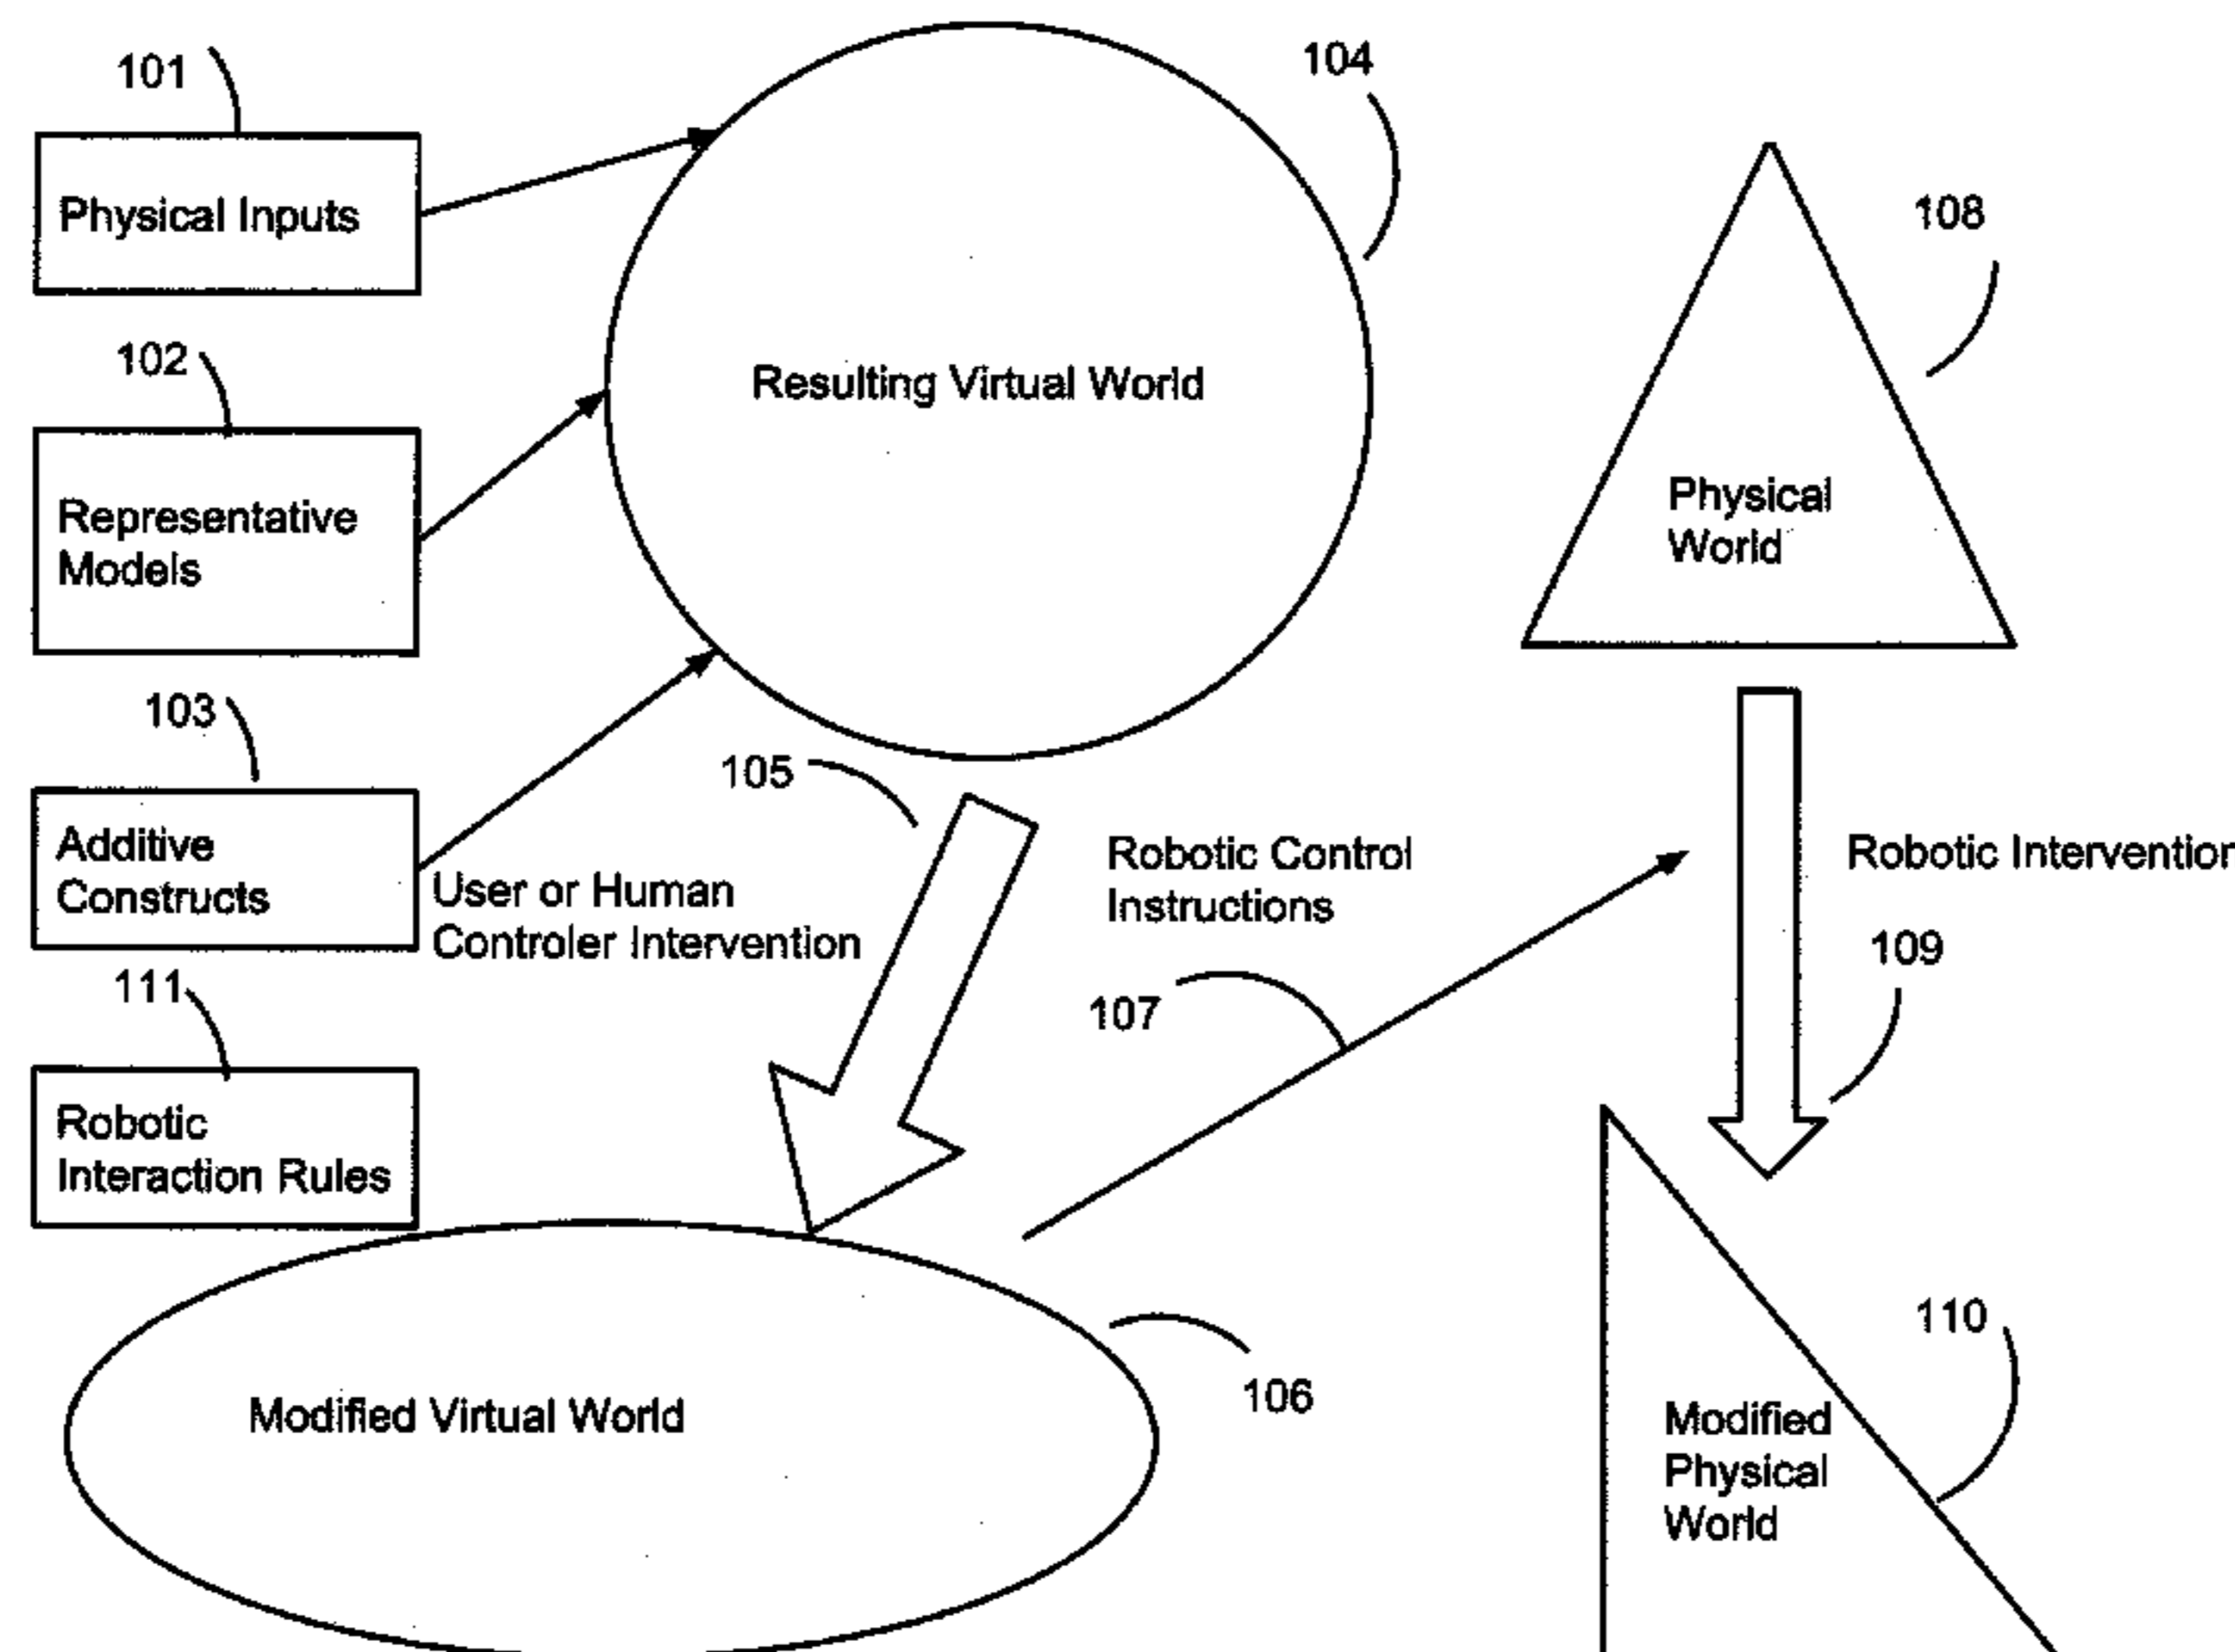 101
Physical Inputs
102
Representative
Models
103
Additive
Constructs
111
Robotic
Interaction Rules
104
Resulting Virtual World
105
User or Human
Controler Intervention
Robotic Control
Instructions
107
Modified Virtual World
106
108
Physical
World
Robotic Intervention
109
110
Modified
Physical
World